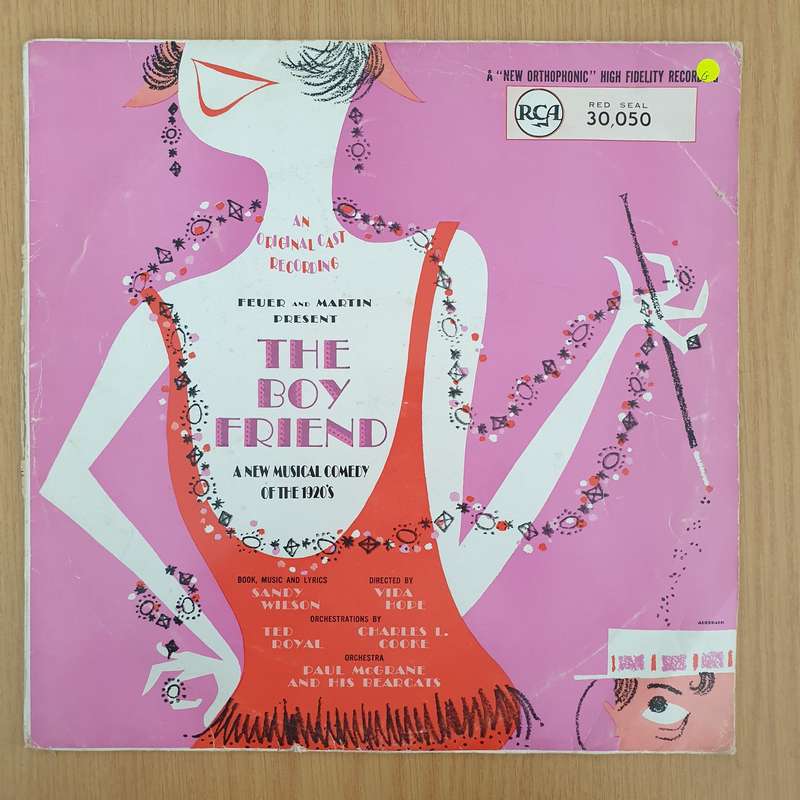 A "NEW ORTHOPHONIC" HIGH FIDELITY
RCA
RED SEAL
30,050
AN
ORIGINAL CAST
RECORDING
FEUER AND MARTIN
PRESENT
THE
BOY
FRIEND
A NEW MUSICAL COMEDY
OF THE 1920'S
BOOK, MUSIC AND LYRICS
SANDY
WILSON
DIRECTED BY
VIDA
HOPE
ORCHESTRATIONS BY
TED
ROYAL
CHARLES L.
COOKE
ORCHESTRA
PAUL McGRANE
AND HIS BEARCATS